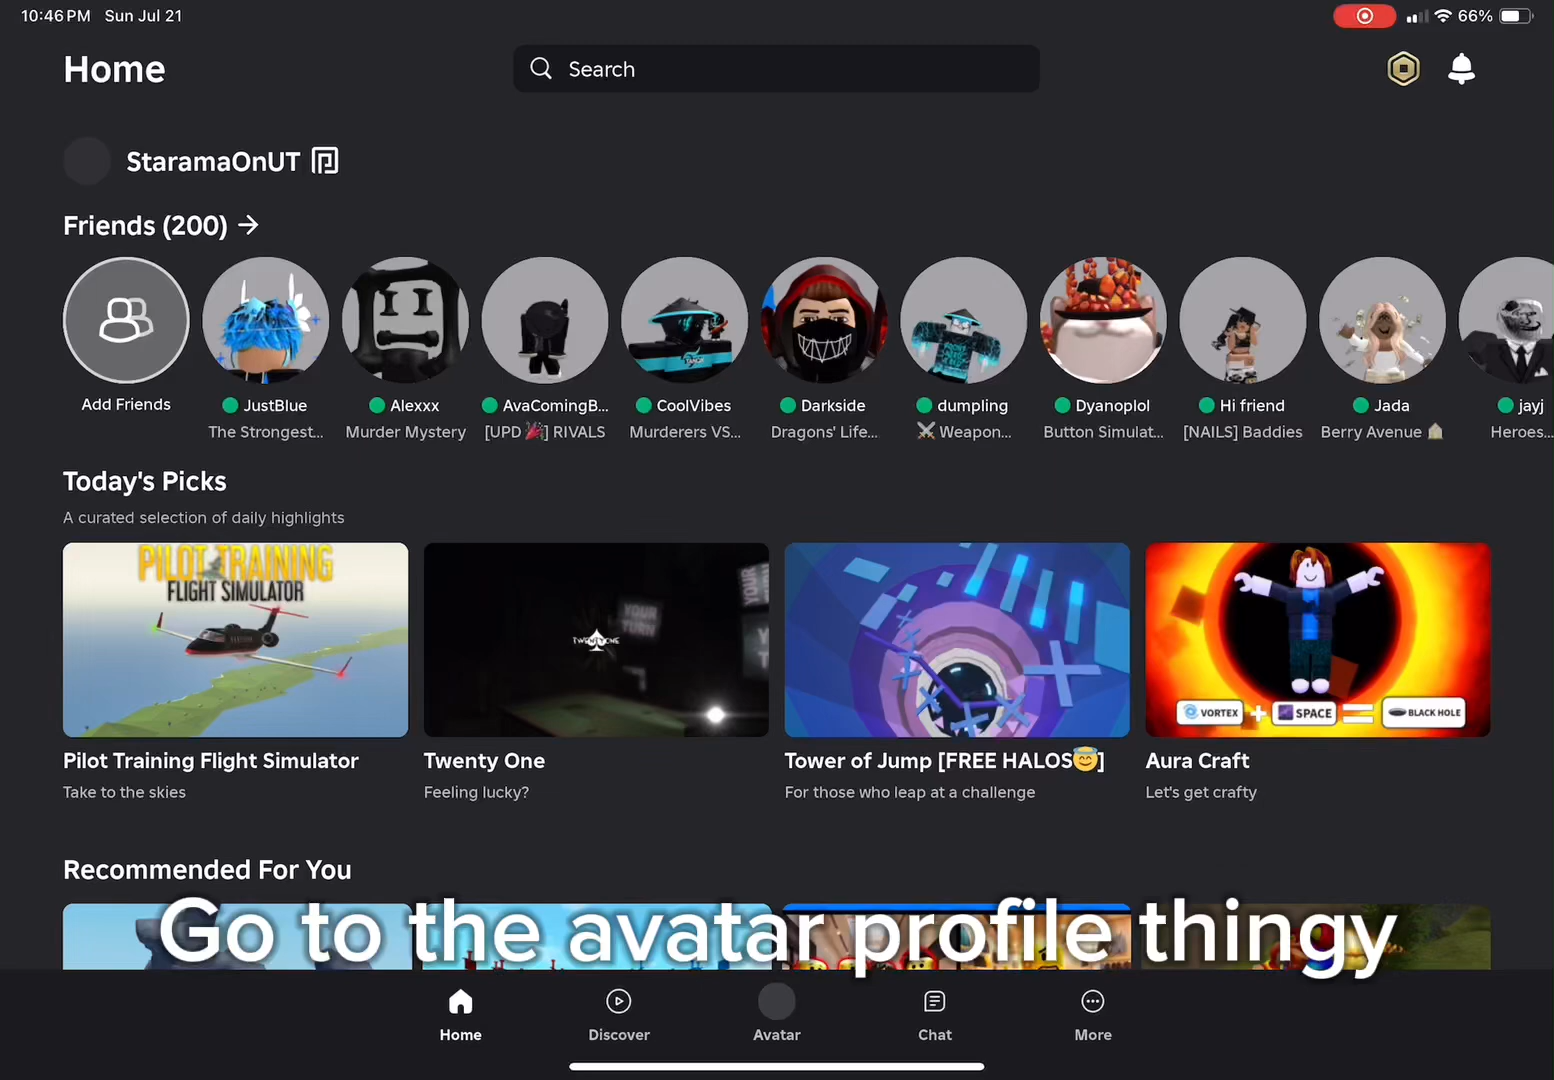 10:46 PM Sun Jul 21
66%
Home
Search
StaramaOnUT
Friends (200) →
Add Friends
JustBlue
The Strongest...
Alexxx
Murder Mystery
AvaComingB...
[UPD 🎉] RIVALS
CoolVibes
Murderers VS...
Darkside
Dragons' Life...
dumpling
⚔️ Weapon...
Dyanoplol
Button Simulat...
Hi friend
[NAILS] Baddies
Jada
Berry Avenue 🏠
jayj
Heroes...
Today's Picks
A curated selection of daily highlights
PILOT TRAINING
FLIGHT SIMULATOR
YOUR
TURN
YOUR
TWENTY ONE
VORTEX + SPACE = BLACK HOLE
Pilot Training Flight Simulator
Take to the skies
Twenty One
Feeling lucky?
Tower of Jump [FREE HALOS😇]
For those who leap at a challenge
Aura Craft
Let's get crafty
Recommended For You
Go to the avatar profile thingy
Home
Discover
Avatar
Chat
More